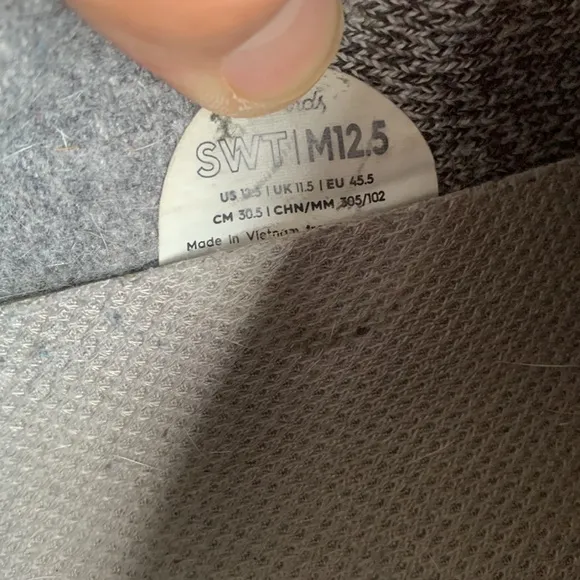 SWT|M12.5
US 12.5 | UK 11.5 | EU 45.5
CM 30.5 | CHN/MM 305/102
Made in Vietnam